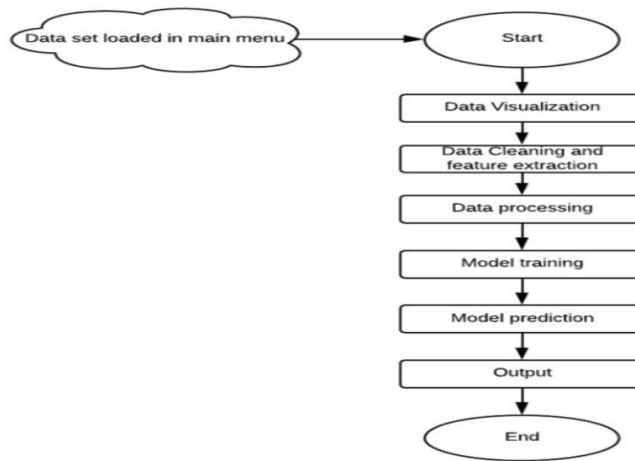 Data set loaded in main menu
Start
Data Visualization
Data Cleaning and
feature extraction
Data processing
Model training
Model prediction
Output
End